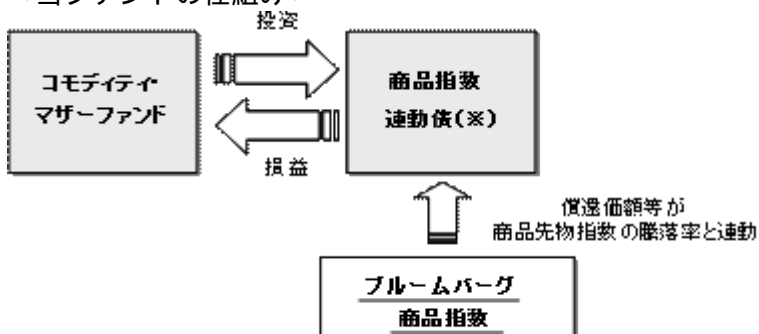 投資
コモディティ・
マザーファンド
商品指数
連動債(※)
損益
償還価額等が
商品先物指数の騰落率と連動
ブルームバーグ
商品指数